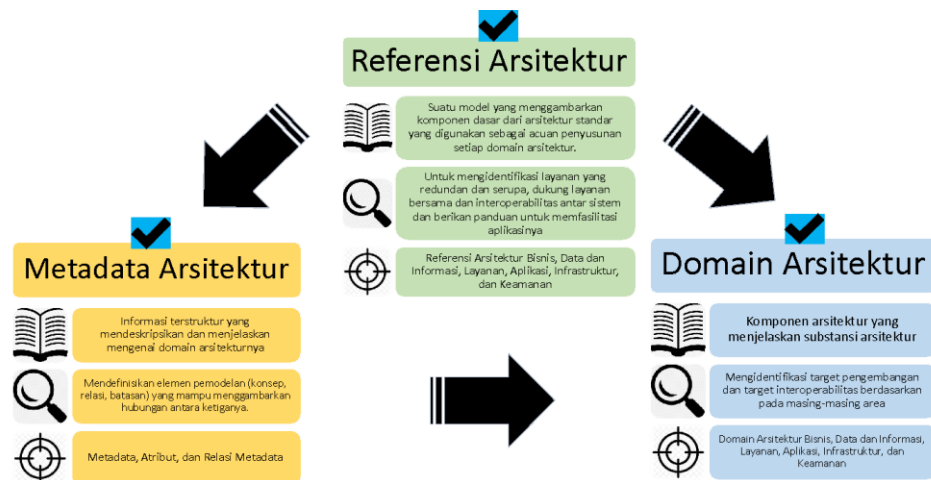 Referensi Arsitektur
Suatu model yang menggambarkan
komponen dasar dari arsitektur standar
yang digunakan sebagai acuan penyusunan
setiap domain arsitektur.
Untuk mengidentifikasi layanan yang
redundan dan serupa, dukung layanan
bersama dan interoperabilitas antar sistem
dan berikan panduan untuk memfasilitasi
aplikasinya
Referensi Arsitektur Bisnis, Data dan
Informasi, Layanan, Aplikasi, Infrastruktur,
dan Keamanan
Metadata Arsitektur
Informasi terstruktur yang
mendeskripsikan dan menjelaskan
mengenai domain arsitekturnya
Mendefinisikan elemen pemodelan (konsep,
relasi, batasan) yang mampu menggambarkan
hubungan antara ketiganya.
Metadata, Atribut, dan Relasi Metadata
Domain Arsitektur
Komponen arsitektur yang
menjelaskan substansi arsitektur
Mengidentifikasi target pengembangan
dan target interoperabilitas berdasarkan
pada masing-masing area
Domain Arsitektur Bisnis, Data dan Informasi,
Layanan, Aplikasi, Infrastruktur, dan
Keamanan